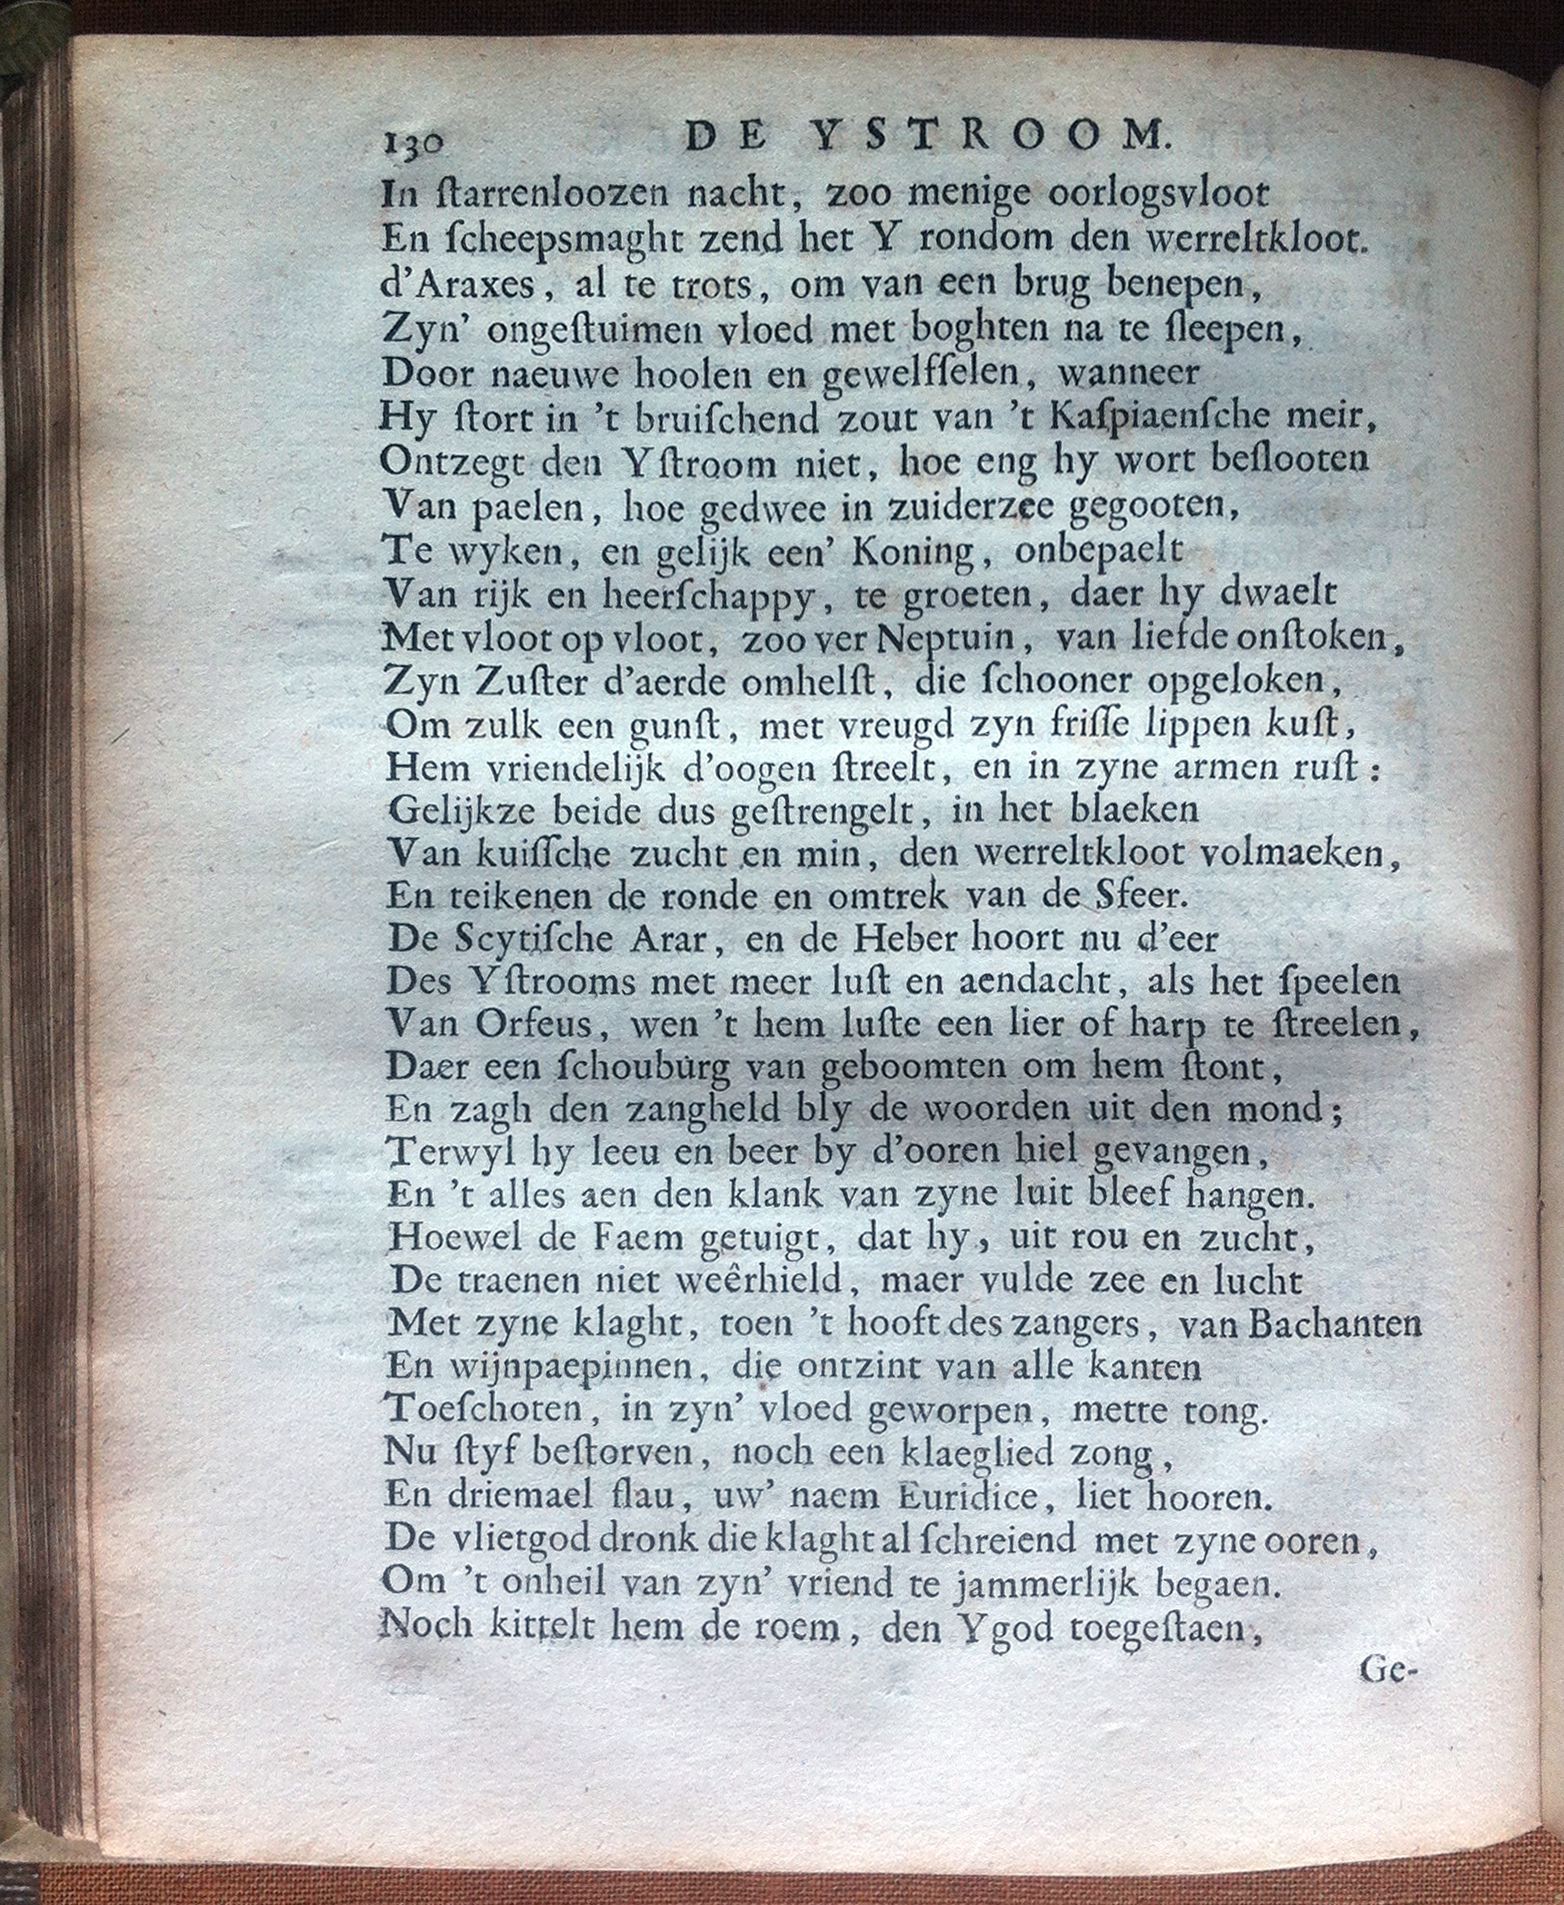 130 DE YSTROOM.
In ſtarrenloozen nacht, zoo menige oorlogsvloot
En ſcheepsmaght zend het Y rondom den werreltkloot.
d'Araxes, al te trots, om van een brug benepen,
Zyn' ongeſtuimen vloed met boghten na te ſleepen,
Door naeuwe hoolen en gewelfſelen, wanneer
Hy ſtort in 't bruiſchend zout van 't Kaſpiaenſche meir,
Ontzegt den Yſtroom niet, hoe eng hy wort beſlooten
Van paelen, hoe gedwee in zuiderzee gegooten,
Te wyken, en gelijk een' Koning, onbepaelt
Van rijk en heerſchappy, te groeten, daer hy dwaelt
Met vloot op vloot, zoo ver Neptuin, van liefde onſtoken,
Zyn Zuſter d'aerde omhelſt, die ſchooner opgeloken,
Om zulk een gunſt, met vreugd zyn friſſe lippen kuſt,
Hem vriendelijk d'oogen ſtreelt, en in zyne armen ruſt:
Gelijkze beide dus geſtrengelt, in het blaeken
Van kuiſſche zucht en min, den werreltkloot volmaeken,
En teikenen de ronde en omtrek van de Sfeer.
De Scytiſche Arar, en de Heber hoort nu d'eer
Des Yſtrooms met meer luſt en aendacht, als het ſpeelen
Van Orfeus, wen 't hem luſte een lier of harp te ſtreelen,
Daer een ſchouburg van geboomten om hem ſtont,
En zagh den zangheld bly de woorden uit den mond;
Terwyl hy leeu en beer by d'ooren hiel gevangen,
En 't alles aen den klank van zyne luit bleef hangen.
Hoewel de Faem getuigt, dat hy, uit rou en zucht,
De traenen niet weêrhield, maer vulde zee en lucht
Met zyne klaght, toen 't hooft des zangers, van Bachanten
En wijnpaepinnen, die ontzint van alle kanten
Toeſchoten, in zyn' vloed geworpen, mette tong.
Nu ſtyf beſtorven, noch een klaeglied zong,
En driemael flau, uw' naem Euridice, liet hooren.
De vlietgod dronk die klaght al ſchreiend met zyne ooren,
Om 't onheil van zyn' vriend te jammerlijk begaen.
Noch kittelt hem de roem, den Ygod toegeſtaen,
Ge-